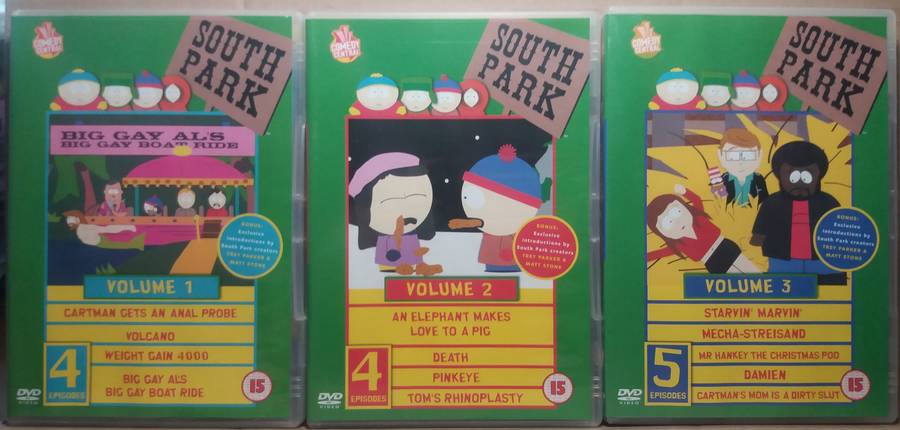 COMEDY
CENTRAL
SOUTH
PARK
BIG GAY AL'S
BIG GAY BOAT RIDE
BONUS:
Exclusive
introductions by
South Park creators
TREY PARKER &
MATT STONE
VOLUME 1
CARTMAN GETS AN ANAL PROBE
VOLCANO
WEIGHT GAIN 4000
BIG GAY AL'S
BIG GAY BOAT RIDE
4
EPISODES
DVD
VIDEO
15
COMEDY
CENTRAL
SOUTH
PARK
BONUS:
Exclusive
introductions by
South Park creators
TREY PARKER &
MATT STONE
VOLUME 2
AN ELEPHANT MAKES
LOVE TO A PIG
DEATH
PINKEYE
TOM'S RHINOPLASTY
4
EPISODES
DVD
VIDEO
15
COMEDY
CENTRAL
SOUTH
PARK
BONUS:
Exclusive
introductions by
South Park creators
TREY PARKER &
MATT STONE
VOLUME 3
STARVIN' MARVIN'
MECHA-STREISAND
MR HANKEY THE CHRISTMAS POO
DAMIEN
CARTMAN'S MOM IS A DIRTY SLUT
5
EPISODES
DVD
VIDEO
15